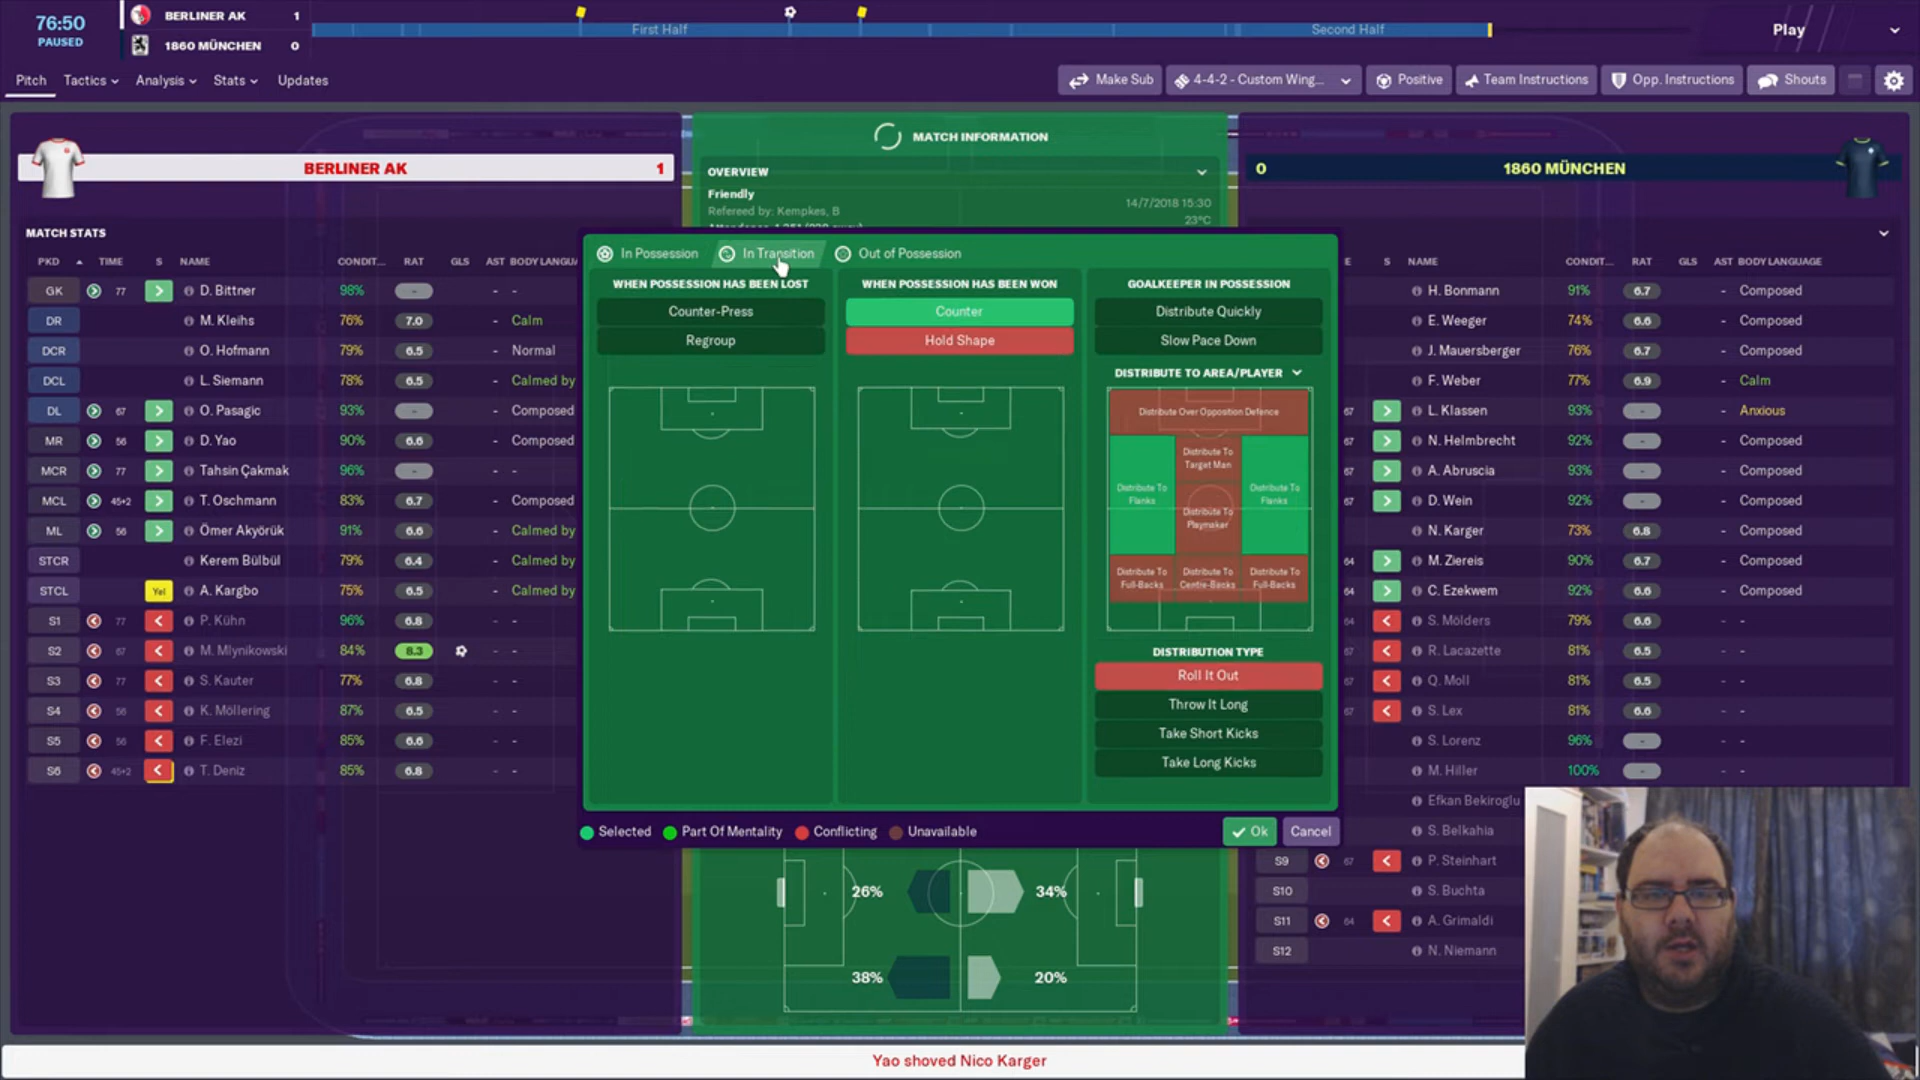 76:50
PAUSED
BERLINER AK 1
1860 MÜNCHEN 0
First Half
Second Half
Play
Pitch Tactics Analysis Stats Updates
Make Sub 4-4-2 - Custom Wing... Positive Team Instructions Opp. Instructions Shouts
BERLINER AK 1
MATCH INFORMATION
OVERVIEW
Friendly
Refereed by: Kempkes, B
14/7/2018 15:30
23°C
0 1860 MÜNCHEN
MATCH STATS
PKD TIME S NAME CONDIT... RAT GLS AST BODY LANGUA
GK 77 D. Bittner 98% - - -
DR M. Kleihs 76% 7.0 - Calm
DCR O. Hofmann 79% 6.5 - Normal
DCL L. Siemann 78% 6.5 - Calmed by
DL 67 O. Pasagic 93% - - Composed
MR 56 D. Yao 90% 6.6 - Composed
MCR 77 Tahsin Çakmak 96% - - -
MCL 45+2 T. Oschmann 83% 6.7 - Composed
ML 56 Ömer Akyörük 91% 6.6 - Calmed by
STCR Kerem Bülbül 79% 6.4 - Calmed by
STCL Yel A. Kargbo 75% 6.5 - Calmed by
S1 77 P. Kühn 96% 6.8 - -
S2 67 M. Mlynikowski 84% 8.3 - -
S3 77 S. Kauter 77% 6.8 - -
S4 56 K. Möllering 87% 6.5 - -
S5 56 F. Elezi 85% 6.6 - -
S6 45+2 T. Deniz 85% 6.8 - -
In Possession In Transition Out of Possession
WHEN POSSESSION HAS BEEN LOST
Counter-Press
Regroup
WHEN POSSESSION HAS BEEN WON
Counter
Hold Shape
GOALKEEPER IN POSSESSION
Distribute Quickly
Slow Pace Down
DISTRIBUTE TO AREA/PLAYER
Distribute Over Opposition Defence
Distribute To Target Man
Distribute To Flanks
Distribute To Flanks
Distribute To Playmaker
Distribute To Full-Backs
Distribute To Centre-Backs
Distribute To Full-Backs
DISTRIBUTION TYPE
Roll It Out
Throw It Long
Take Short Kicks
Take Long Kicks
Selected Part Of Mentality Conflicting Unavailable
Ok Cancel
26% 34%
38% 20%
E S NAME CONDIT... RAT GLS AST BODY LANGUAGE
H. Bonmann 91% 6.7 - Composed
E. Weeger 74% 6.6 - Composed
J. Mauersberger 76% 6.7 - Composed
F. Weber 77% 6.9 - Calm
67 L. Klassen 93% - - Anxious
67 N. Helmbrecht 92% 6.6 - Composed
67 A. Abruscia 93% - - Composed
67 D. Wein 92% - - Composed
N. Karger 73% 6.8 - Composed
64 M. Ziereis 90% 6.7 - Composed
64 C. Ezekwem 92% 6.6 - Composed
64 S. Mölders 79% 6.6 - -
67 R. Lacazette 81% 6.5 - -
67 Q. Moll 81% 6.5 - -
67 S. Lex 81% 6.6 - -
S. Lorenz 96% - - -
M. Hiller 100% - - -
Efkan Bekiroglu
S. Belkahia
S9 67 P. Steinhart
S10 S. Buchta
S11 64 A. Grimaldi
S12 N. Niemann
Yao shoved Nico Karger